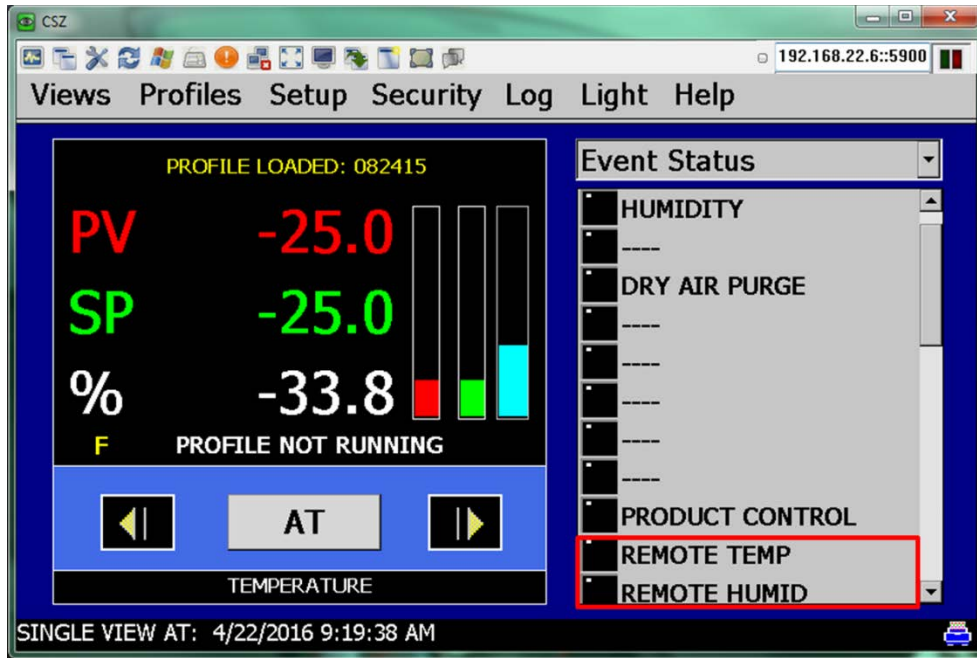 CSZ
192.168.22.6::5900
Views Profiles Setup Security Log Light Help
PROFILE LOADED: 082415
PV -25.0
SP -25.0
% -33.8
F PROFILE NOT RUNNING
AT
TEMPERATURE
Event Status
HUMIDITY
----
DRY AIR PURGE
----
----
----
----
----
PRODUCT CONTROL
REMOTE TEMP
REMOTE HUMID
SINGLE VIEW AT: 4/22/2016 9:19:38 AM